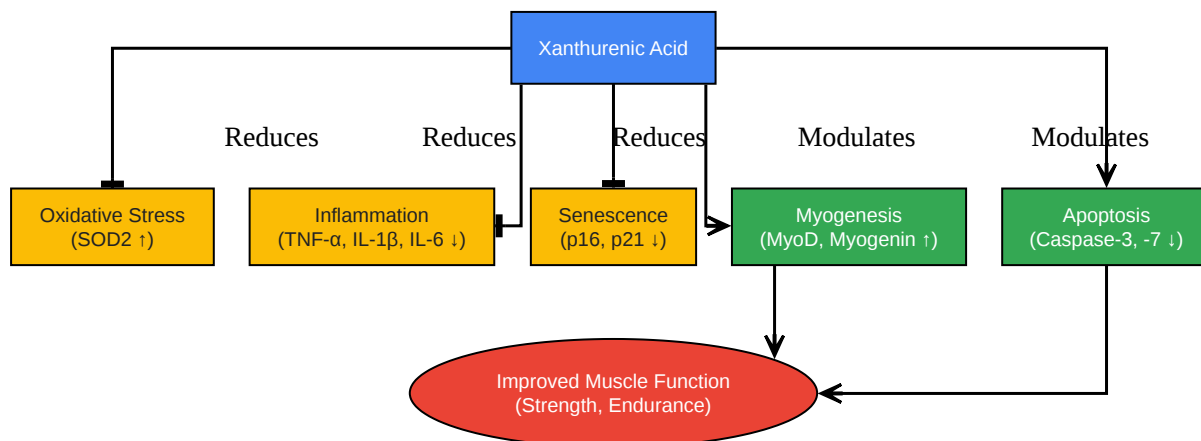 Xanthurenic Acid
Reduces
Reduces
Reduces
Modulates
Modulates
Oxidative Stress
(SOD2 ↑)
Inflammation
(TNF-α, IL-1β, IL-6 ↓)
Senescence
(p16, p21 ↓)
Myogenesis
(MyoD, Myogenin ↑)
Apoptosis
(Caspase-3, -7 ↓)
Improved Muscle Function
(Strength, Endurance)